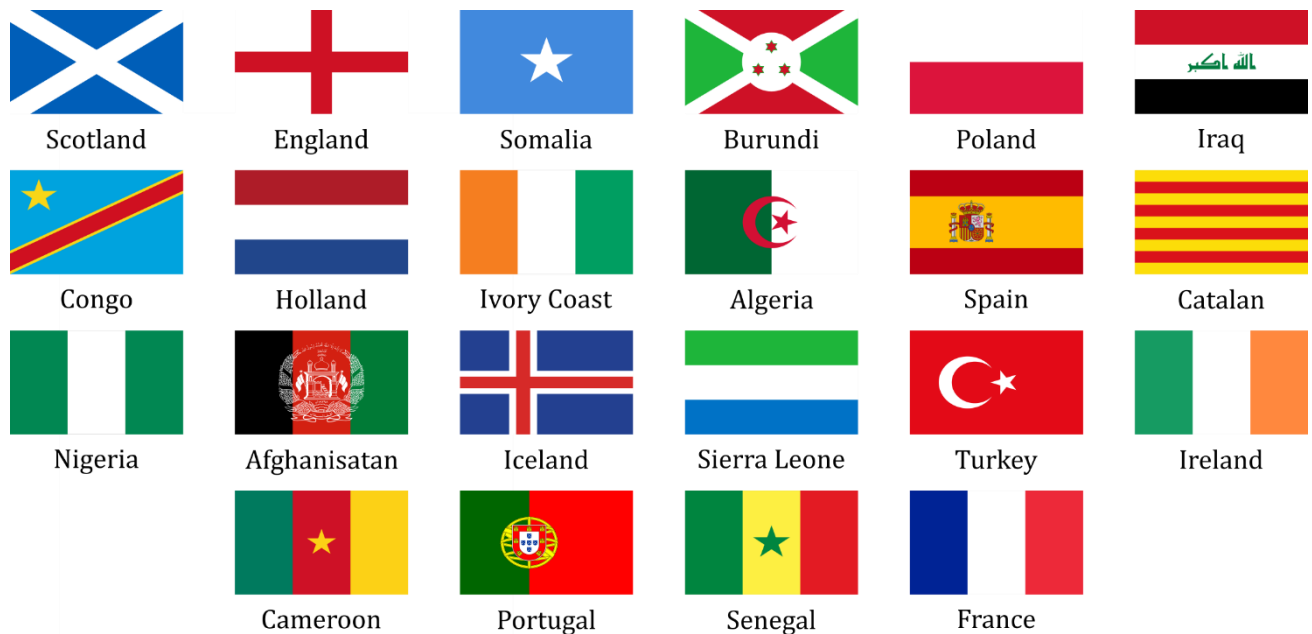 Scotland England Somalia Burundi Poland الله اكبر Iraq
Congo Holland Ivory Coast Algeria Spain Catalan
Nigeria Afghanisatan Iceland Sierra Leone Turkey Ireland
Cameroon Portugal Senegal France